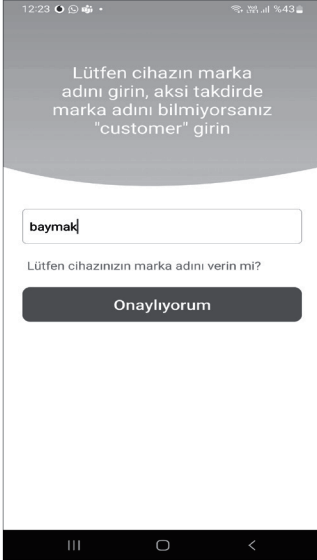 12:23
%43
Lütfen cihazın marka
adını girin, aksi takdirde
marka adını bilmiyorsanız
"customer" girin
baymak
Lütfen cihazınızın marka adını verin mi?
Onaylıyorum